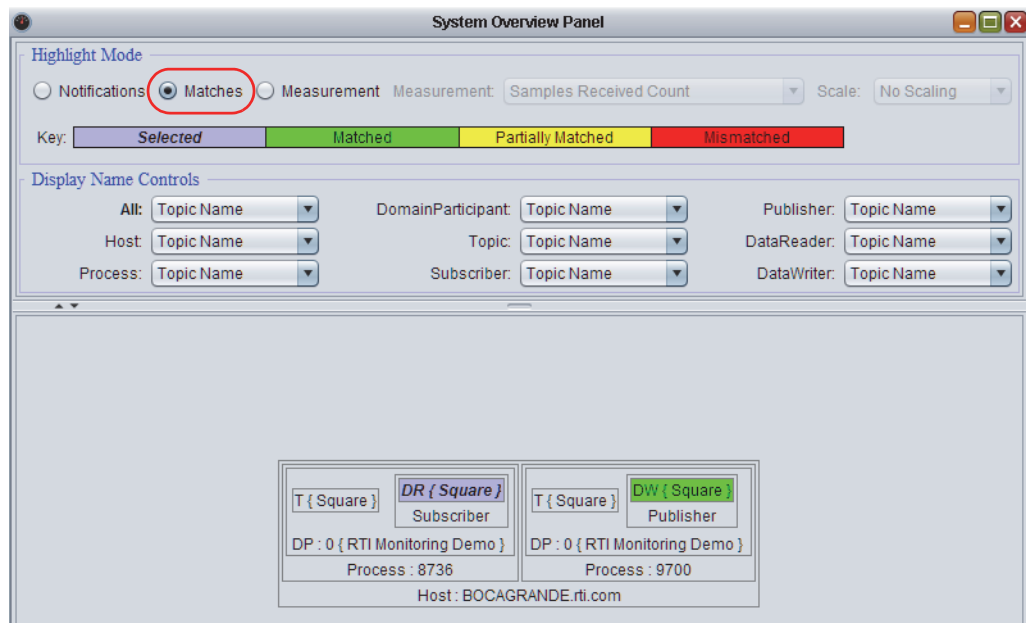 System Overview Panel
Highlight Mode
Notifications Matches Measurement Measurement: Samples Received Count Scale: No Scaling
Key: Selected Matched Partially Matched Mismatched
Display Name Controls
All: Topic Name DomainParticipant: Topic Name Publisher: Topic Name
Host: Topic Name Topic: Topic Name DataReader: Topic Name
Process: Topic Name Subscriber: Topic Name DataWriter: Topic Name
T { Square } DR { Square } T { Square } DW { Square }
Subscriber Publisher
DP : 0 { RTI Monitoring Demo } DP : 0 { RTI Monitoring Demo }
Process : 8736 Process : 9700
Host : BOCAGRANDE.rti.com